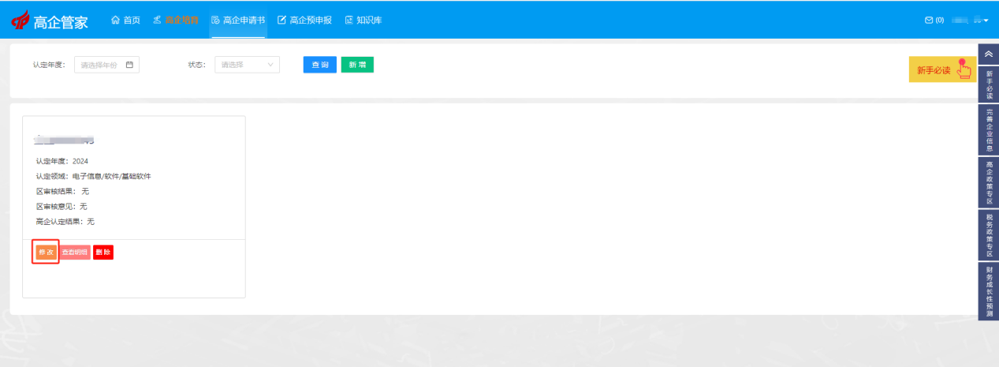 高企管家 首页 高企培育 高企申请书 高企预申报 知识库 (0)
认定年度： 请选择年份 状态： 请选择 查 询 新 增 新手必读
认定年度：2024
认定领域：电子信息/软件/基础软件
区审核结果：无
区审核意见：无
高企认定结果：无
修 改 查看明细 删 除
新手必读
完善企业信息
高企政策专区
税务政策专区
财务成长性预测